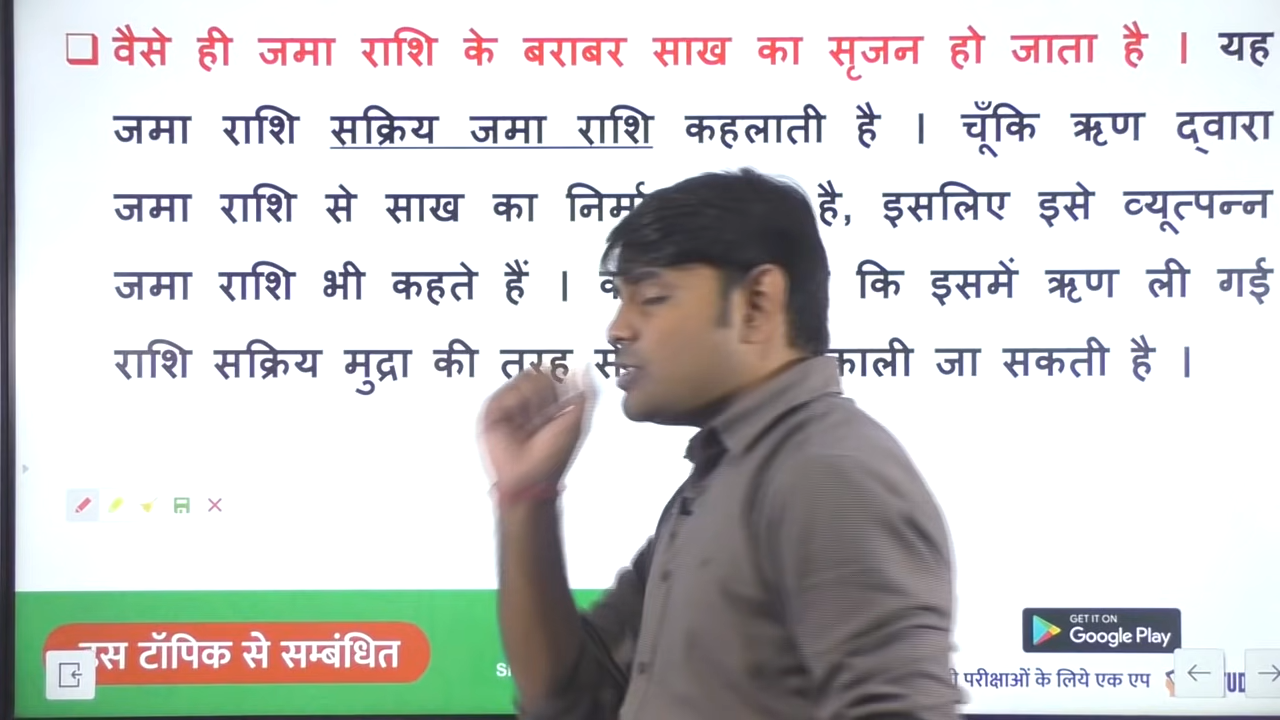 वैसे ही जमा राशि के बराबर साख का सृजन हो जाता है । यह
जमा राशि सक्रिय जमा राशि कहलाती है । चूँकि ऋण द्वारा
जमा राशि से साख का है, इसलिए इसे व्यूत्पन्न
जमा राशि भी कहते हैं । कि इसमें ऋण ली गई
राशि सक्रिय मुद्रा की तरह जा सकती है ।
टॉपिक से सम्बंधित
GET IT ON
Google Play
परीक्षाओं के लिये एक एप